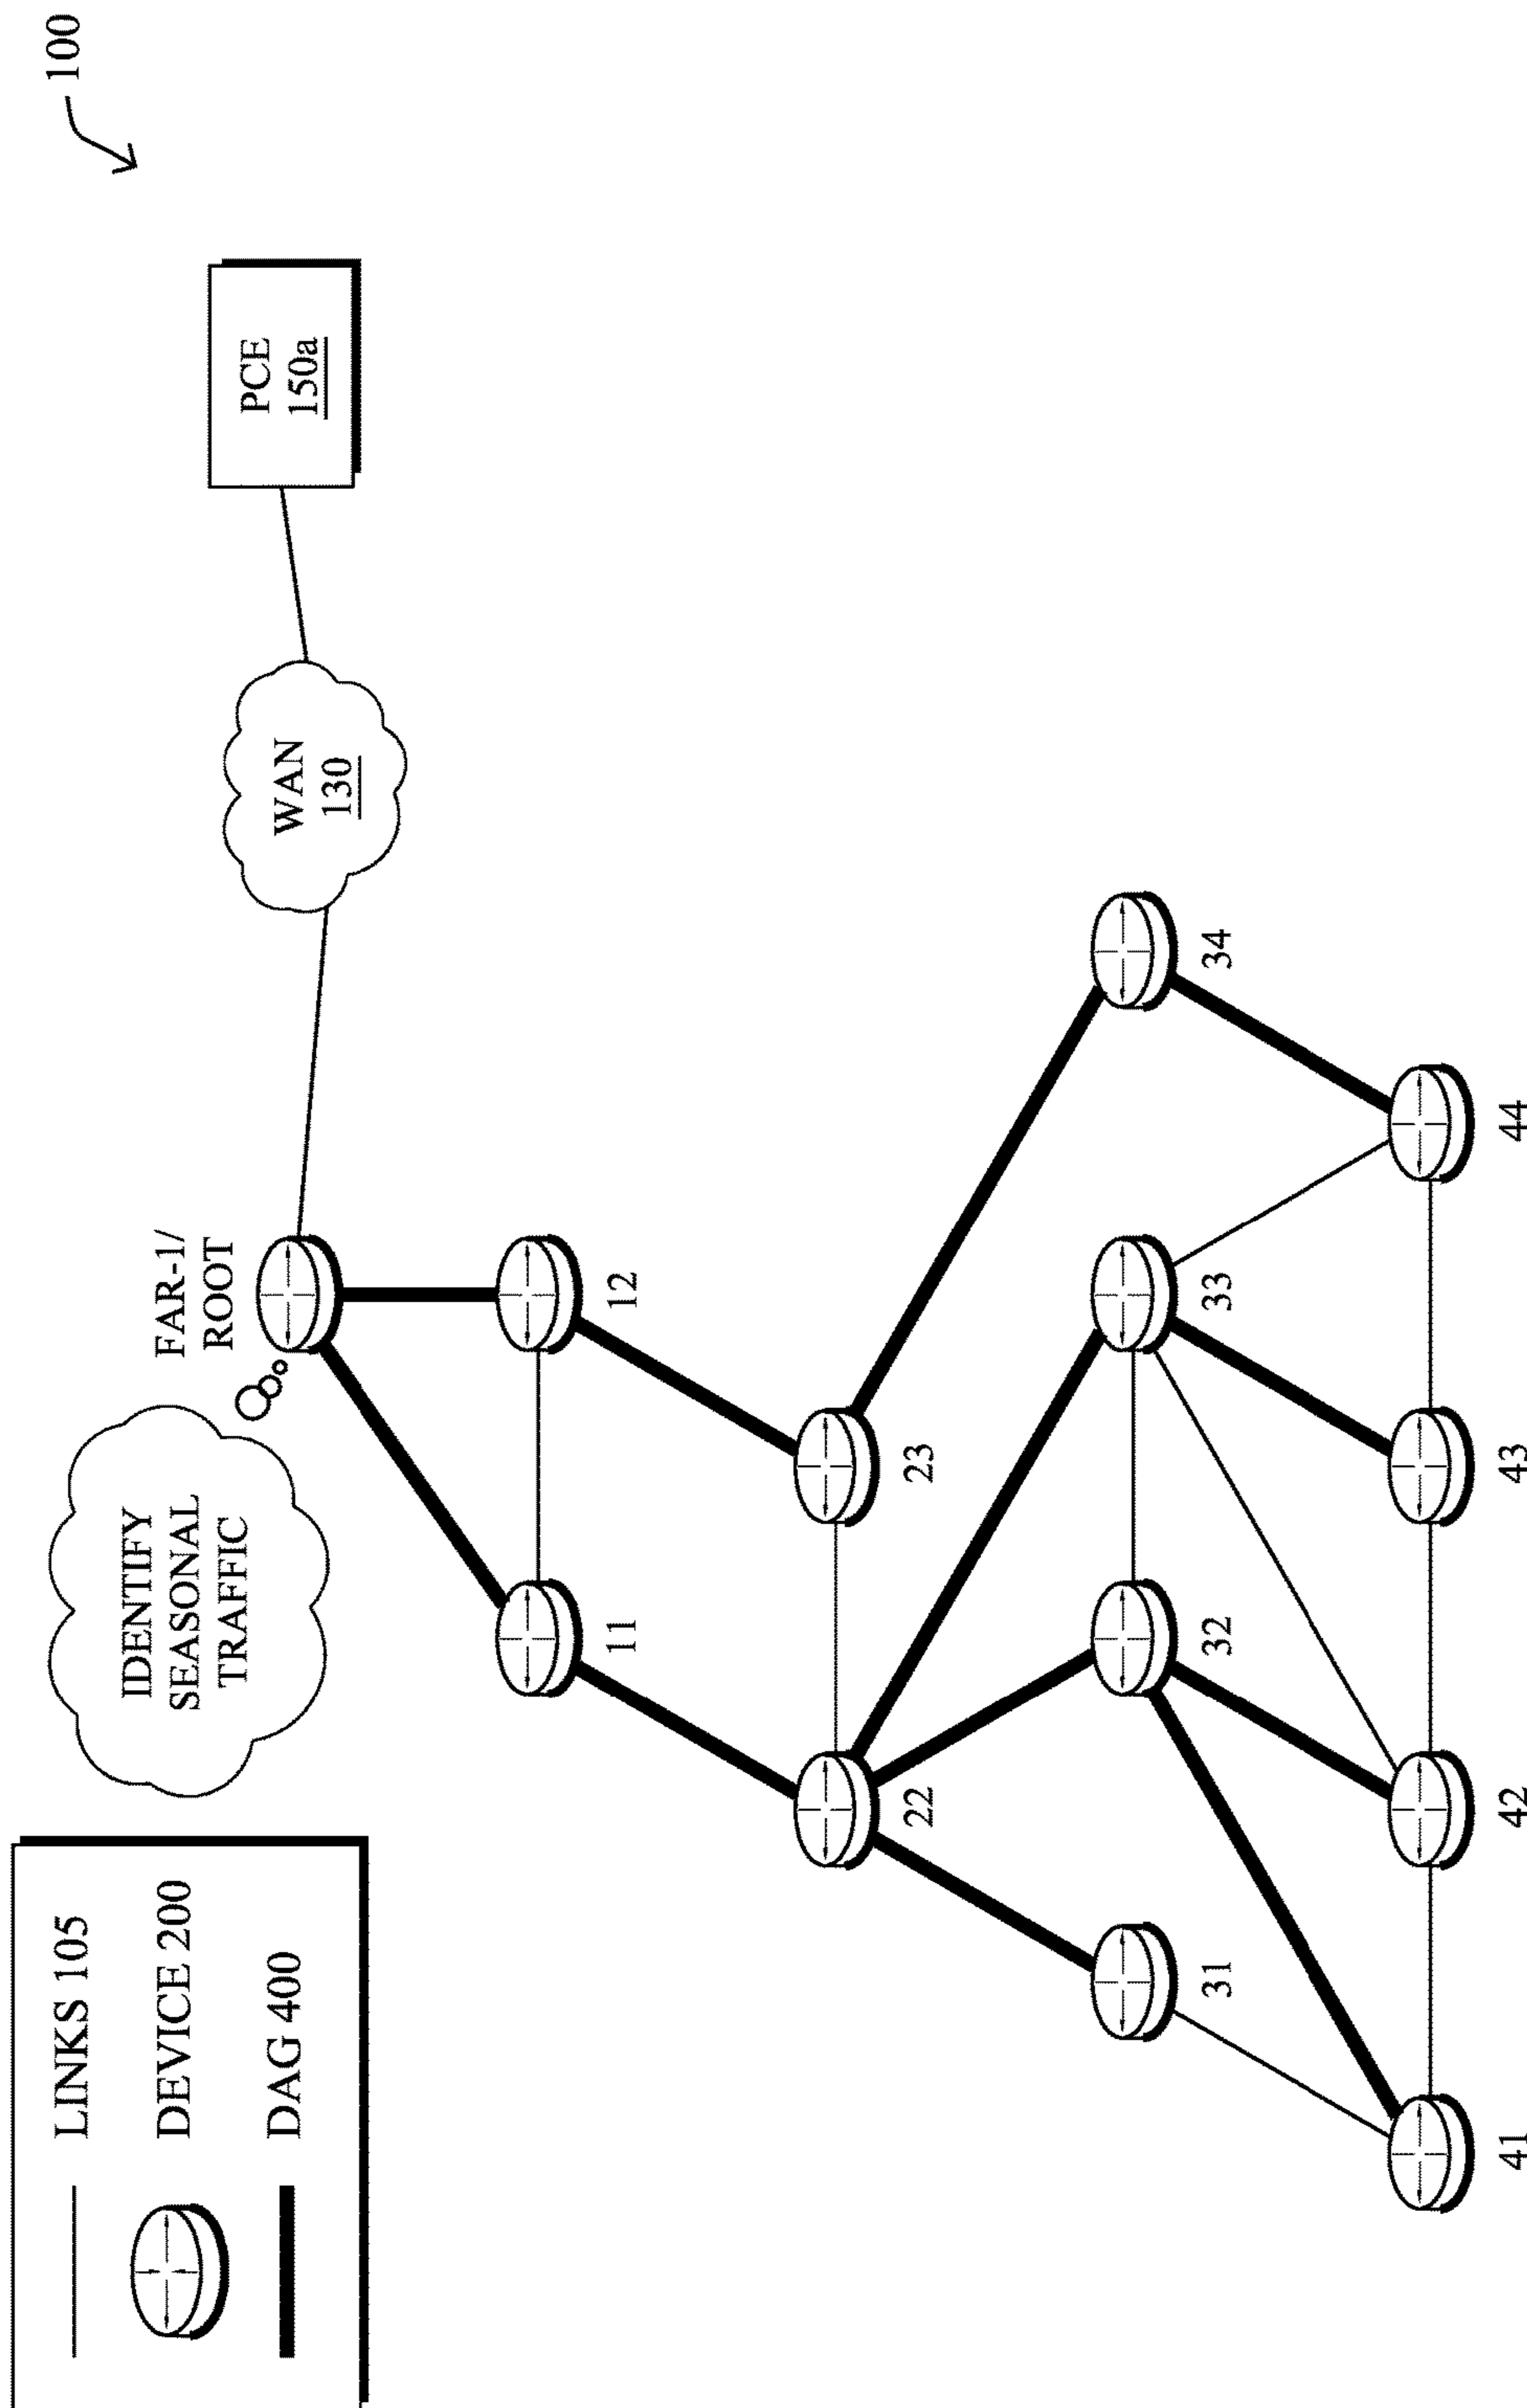 100
LINKS 105
DEVICE 200
DAG 400
IDENTIFY
SEASONAL
TRAFFIC
FAR-1/
ROOT
WAN
130
PCE
150a
11
12
22
23
31
32
33
34
41
42
43
44